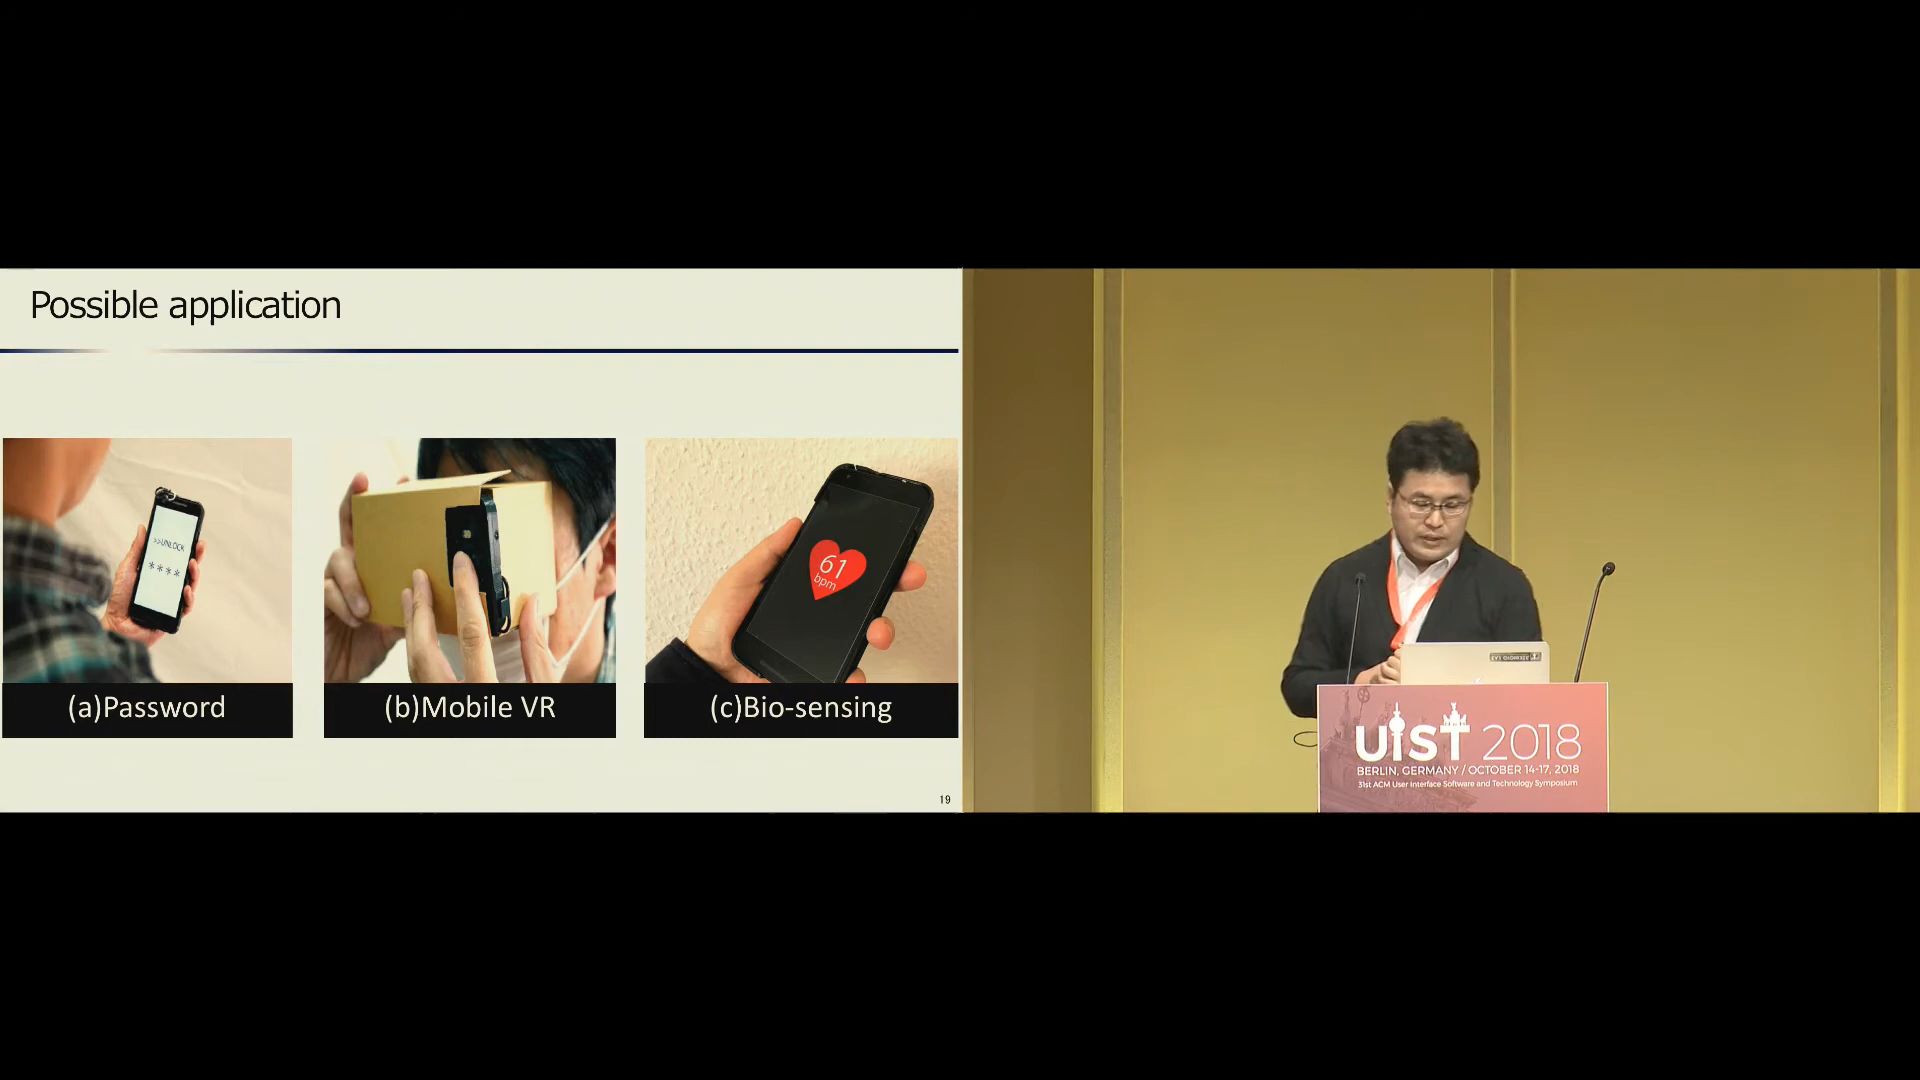 Possible application
>>UNLOCK
****
61
bpm
(a)Password
(b)Mobile VR
(c)Bio-sensing
19
UIST 2018
BERLIN, GERMANY / OCTOBER 14-17, 2018
31st ACM User Interface Software and Technology Symposium